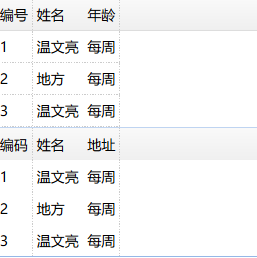 编号 姓名 年龄
1 温文亮 每周
2 地方 每周
3 温文亮 每周
编码 姓名 地址
1 温文亮 每周
2 地方 每周
3 温文亮 每周